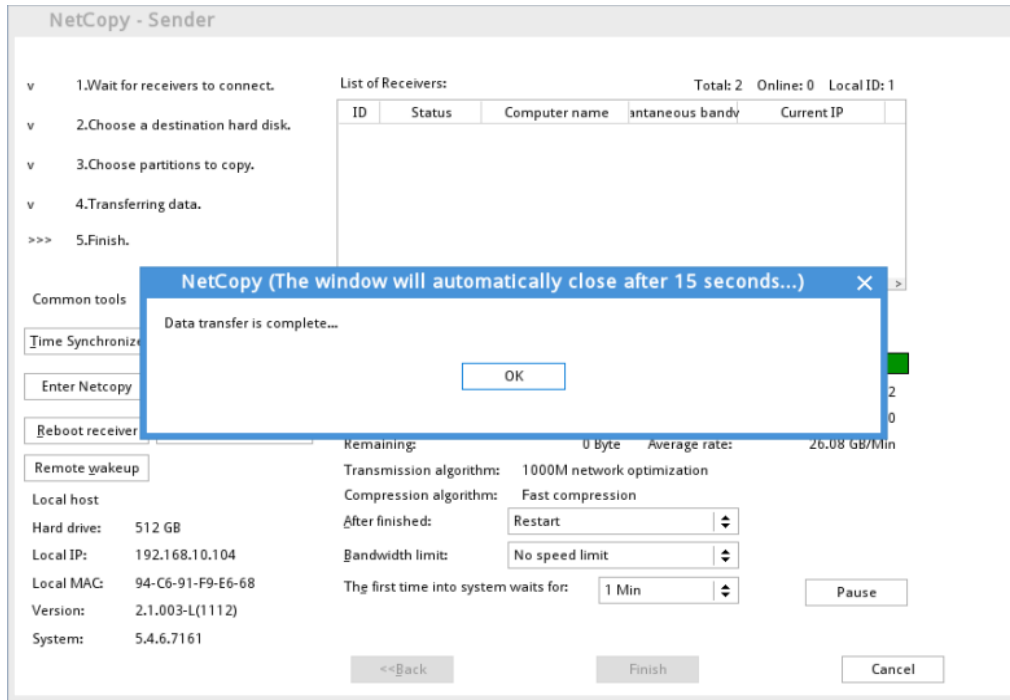 NetCopy - Sender
v 1.Wait for receivers to connect.
v 2.Choose a destination hard disk.
v 3.Choose partitions to copy.
v 4.Transferring data.
>>> 5.Finish.
List of Receivers:
Total: 2 Online: 0 Local ID: 1
ID Status Computer name antaneous bandv Current IP
NetCopy (The window will automatically close after 15 seconds...)
Data transfer is complete...
OK
Common tools
Time Synchronize
Enter Netcopy
Reboot receiver
Remote wakeup
Local host
Hard drive: 512 GB
Local IP: 192.168.10.104
Local MAC: 94-C6-91-F9-E6-68
Version: 2.1.003-L(1112)
System: 5.4.6.7161
2
0
Remaining: 0 Byte Average rate: 26.08 GB/Min
Transmission algorithm: 1000M network optimization
Compression algorithm: Fast compression
After finished: Restart
Bandwidth limit: No speed limit
The first time into system waits for: 1 Min
Pause
<<Back
Finish
Cancel